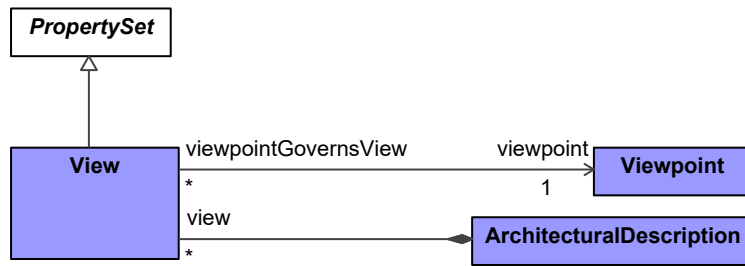 PropertySet
View
viewpointGovernsView
viewpoint
Viewpoint
*
1
view
ArchitecturalDescription
*